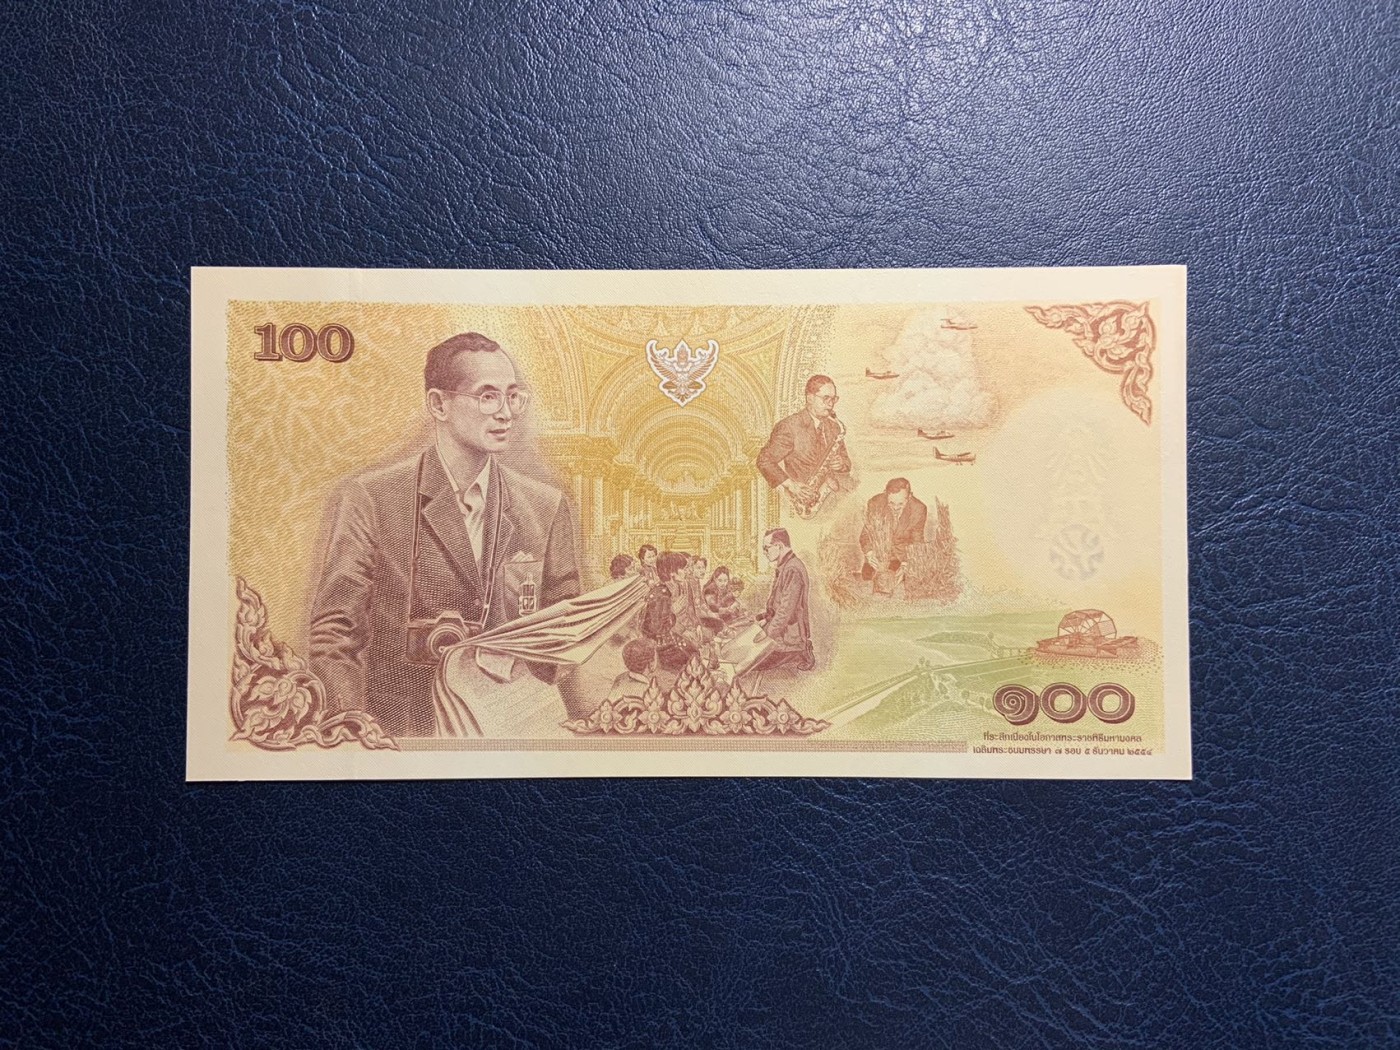 100
๑๐๐
ที่ระลึกเนื่องในโอกาสพระราชพิธีมหามงคล
เฉลิมพระชนมพรรษา ๗ รอบ ๕ ธันวาคม ๒๕๕๔